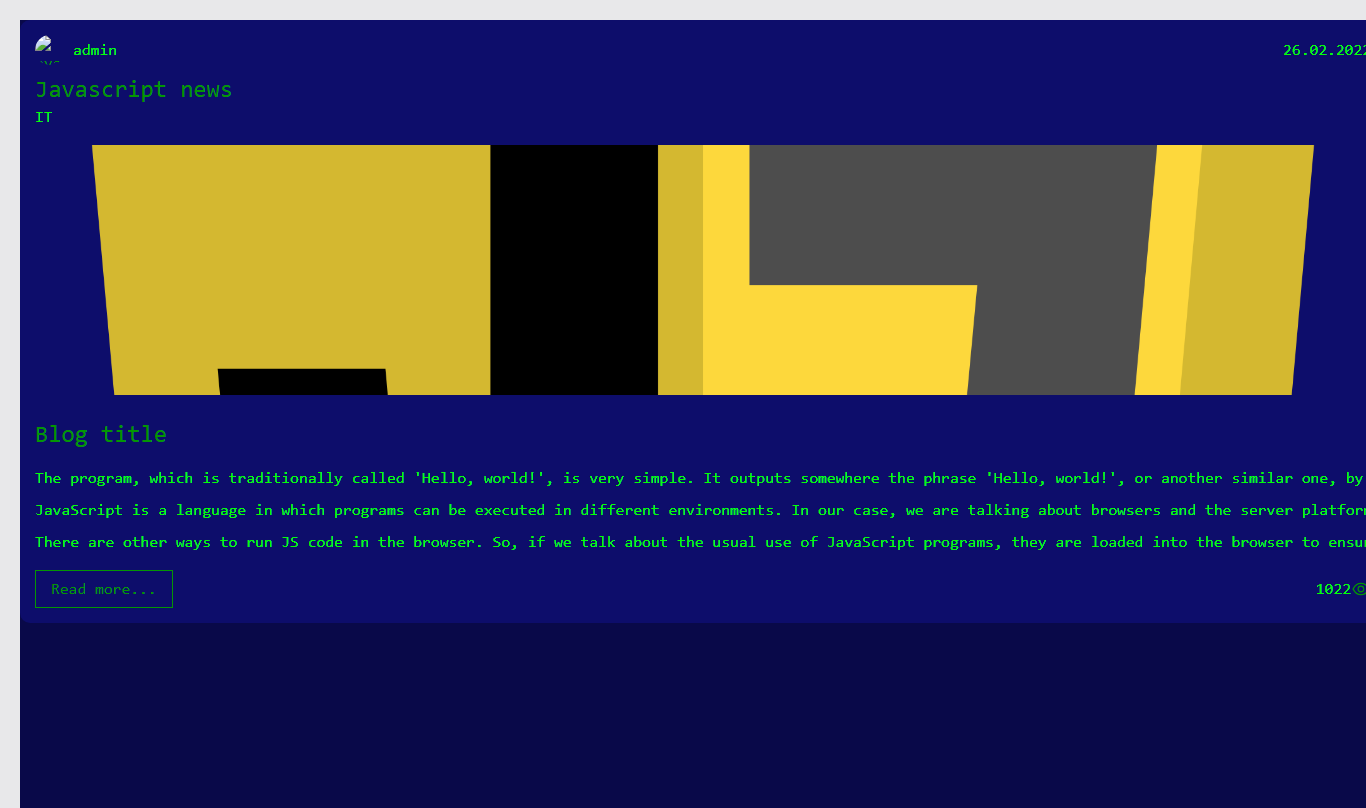 admin
26.02.2022
Javascript news
IT
Blog title
The program, which is traditionally called 'Hello, world!', is very simple. It outputs somewhere the phrase 'Hello, world!', or another similar one, by
JavaScript is a language in which programs can be executed in different environments. In our case, we are talking about browsers and the server
There are other ways to run JS code in the browser. So, if we talk about the usual use of JavaScript programs, they are loaded into the browser to
Read more...
1022